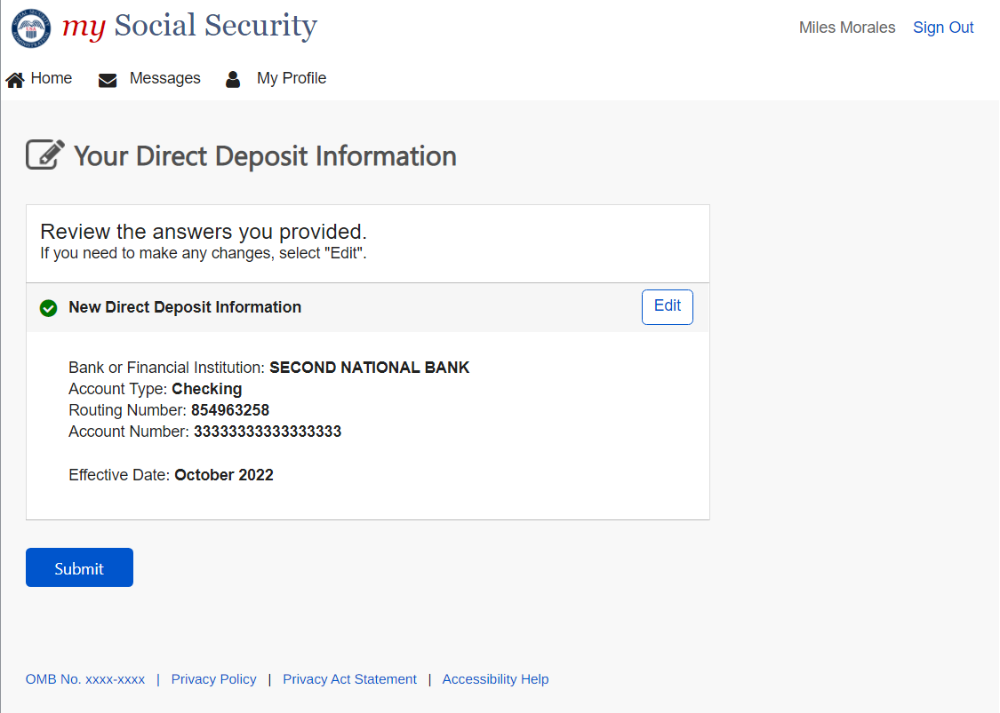 my Social Security
Miles Morales Sign Out
Home Messages My Profile
Your Direct Deposit Information
Review the answers you provided.
If you need to make any changes, select "Edit".
New Direct Deposit Information Edit
Bank or Financial Institution: SECOND NATIONAL BANK
Account Type: Checking
Routing Number: 854963258
Account Number: 33333333333333333
Effective Date: October 2022
Submit
OMB No. xxxx-xxxx | Privacy Policy | Privacy Act Statement | Accessibility Help